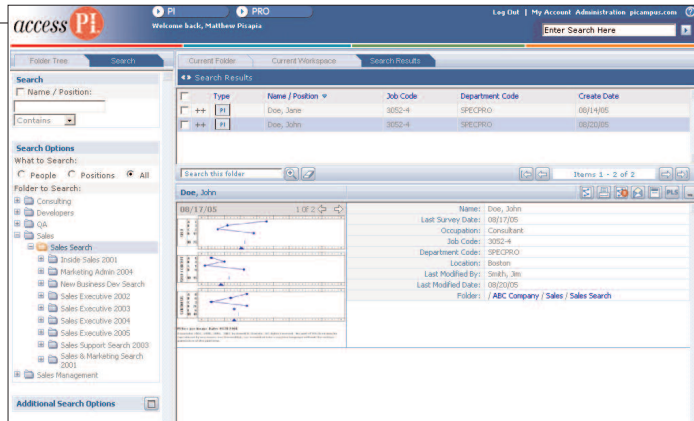 access PI
PI PRO
Log Out | My Account Administration picampus.com
Welcome back, Matthew Picapia
Enter Search Here
Folder Tree Search
Current Folder Current Workspace Search Results
Search
Name / Position:
Contains
Search Options
What to Search:
People Positions All
Folder to Search:
Consulting
Developers
QA
Sales
Sales Search
Inside Sales 2001
Marketing Admin 2004
New Business Dev Search
Sales Executive 2002
Sales Executive 2003
Sales Executive 2004
Sales Executive 2005
Sales Support Search 2003
Sales & Marketing Search
2001
Sales Management
Additional Search Options
Search Results
Type Name / Position Job Code Department Code Create Date
++ PI Doe, Jane 3052-4 SPECPRO 08/14/05
++ PI Doe, John 3052-4 SPECPRO 08/20/05
Search this folder
Items 1 - 2 of 2
Doe, John
PLS
08/17/05 1 OF 2
Name: Doe, John
Last Survey Date: 08/17/05
Occupation: Consultant
Job Code: 3052-4
Department Code: SPECPRO
Location: Boston
Last Modified By: Smith, Jim
Last Modified Date: 08/20/05
Folder: / ABC Company / Sales / Sales Search